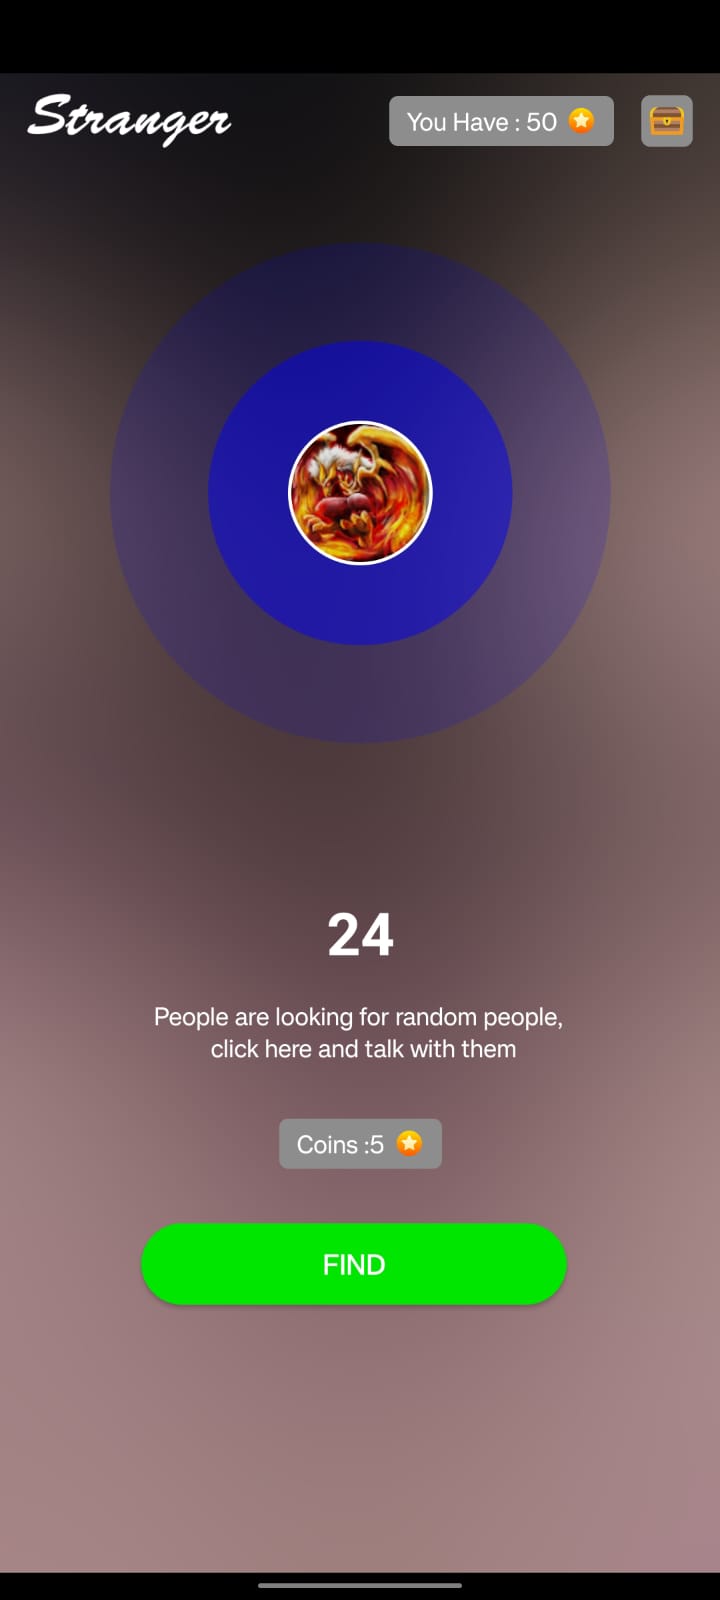 Stranger
You Have : 50
24
People are looking for random people,
click here and talk with them
Coins :5
FIND